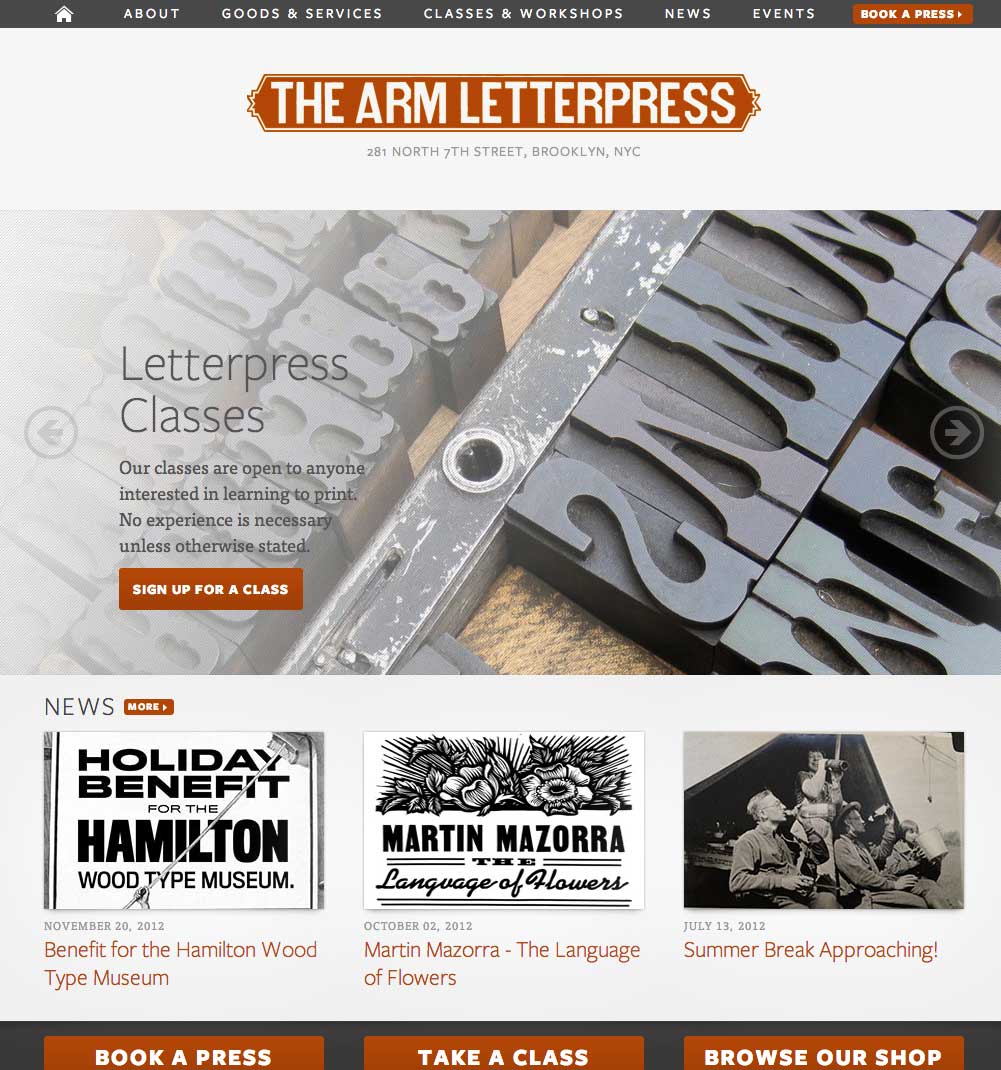 ABOUT GOODS & SERVICES CLASSES & WORKSHOPS NEWS EVENTS BOOK A PRESS
THE ARM LETTERPRESS
281 NORTH 7TH STREET, BROOKLYN, NYC
Letterpress
Classes
Our classes are open to anyone
interested in learning to print.
No experience is necessary
unless otherwise stated.
SIGN UP FOR A CLASS
NEWS MORE
HOLIDAY
BENEFIT
FOR THE
HAMILTON
WOOD TYPE MUSEUM.
NOVEMBER 20, 2012
Benefit for the Hamilton Wood
Type Museum
MARTIN MAZORRA
THE
Language of Flowers
OCTOBER 02, 2012
Martin Mazorra - The Language
of Flowers
JULY 13, 2012
Summer Break Approaching!
BOOK A PRESS TAKE A CLASS BROWSE OUR SHOP